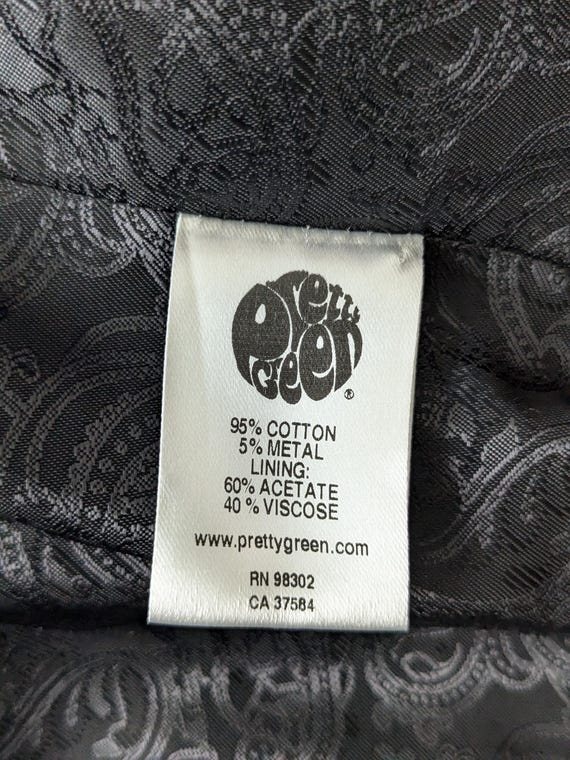 Pretty
Green
®
95% COTTON
5% METAL
LINING:
60% ACETATE
40 % VISCOSE
www.prettygreen.com
RN 98302
CA 37584